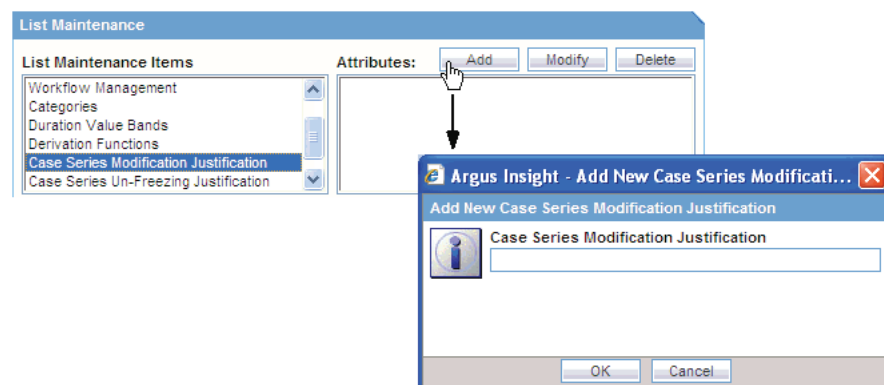 List Maintenance
List Maintenance Items
Attributes:
Add
Modify
Delete
Workflow Management
Categories
Duration Value Bands
Derivation Functions
Case Series Modification Justification
Case Series Un-Freezing Justification
Argus Insight - Add New Case Series Modificati...
Add New Case Series Modification Justification
Case Series Modification Justification
OK
Cancel